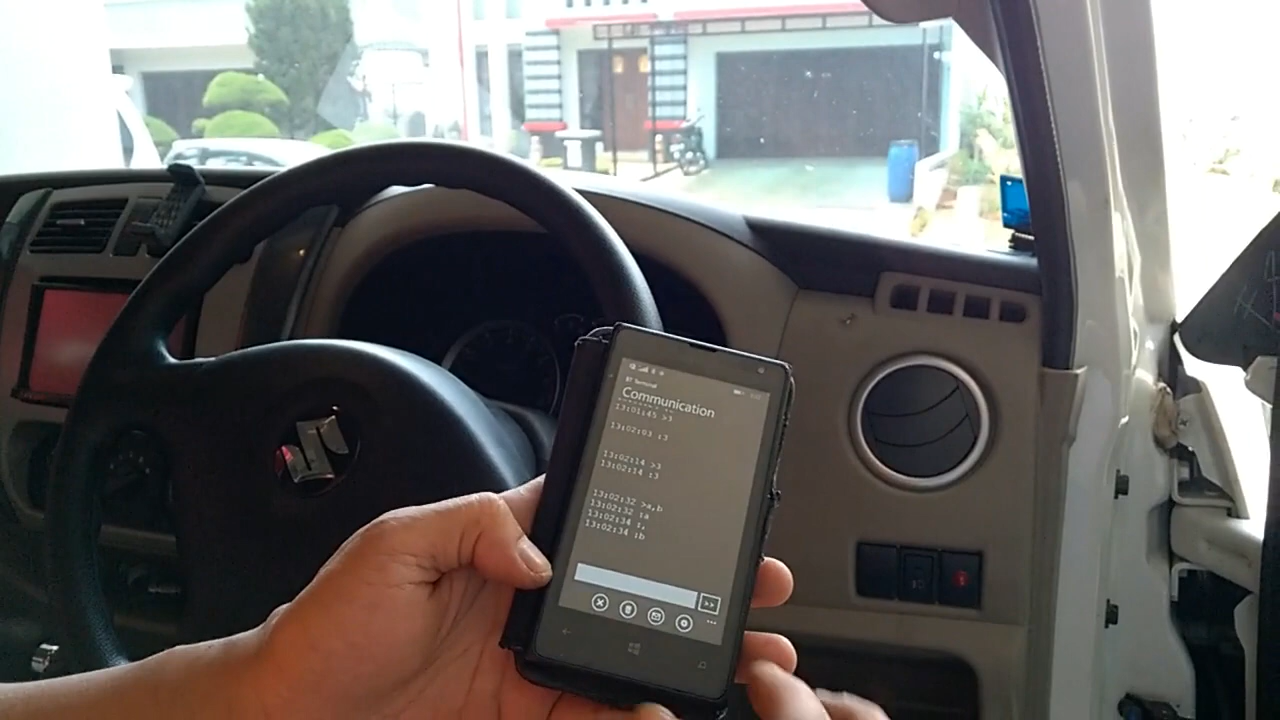 BT Terminal
Communication
13:01:45 >3
13:02:03 :3
13:02:14 >3
13:02:14 :3
13:02:32 >a,b
13:02:32 :a
13:02:34 :,
13:02:34 :b
>>